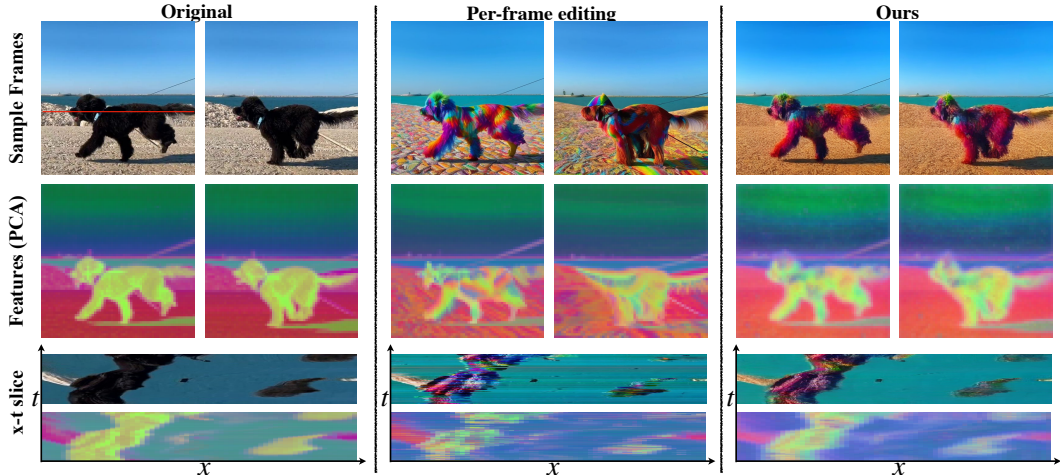 Original
Per-frame editing
Ours
Sample Frames
Features (PCA)
x-t slice
t
t
t
x
x
x